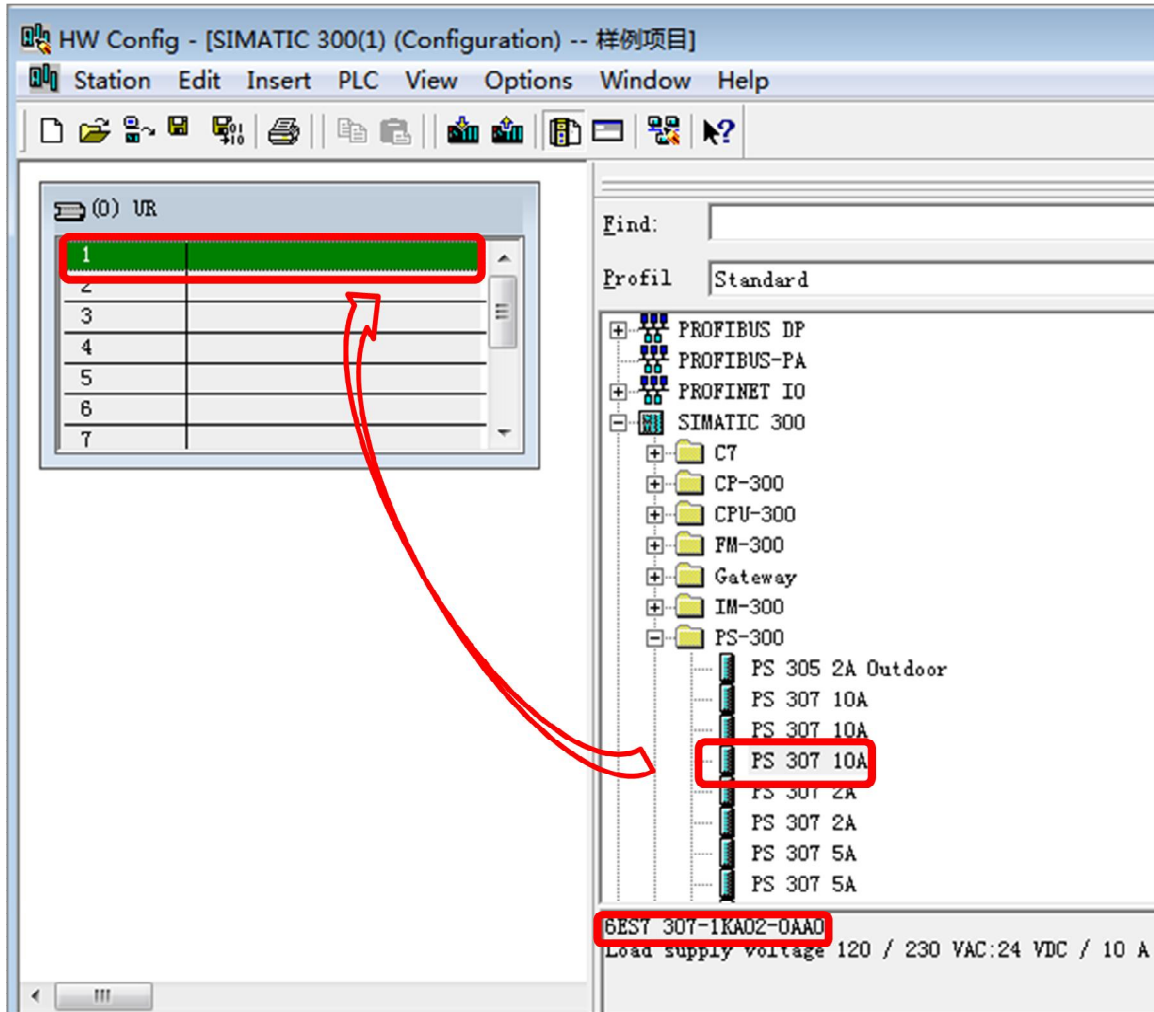 HW Config - [SIMATIC 300(1) (Configuration) -- 样例项目]
Station Edit Insert PLC View Options Window Help
(0) UR
1
2
3
4
5
6
7
Find:
Profil Standard
PROFIBUS DP
PROFIBUS-PA
PROFINET IO
SIMATIC 300
C7
CP-300
CPU-300
FM-300
Gateway
IM-300
PS-300
PS 305 2A Outdoor
PS 307 10A
PS 307 10A
PS 307 10A
PS 307 2A
PS 307 2A
PS 307 5A
PS 307 5A
6ES7 307-1KA02-0AA0
Load supply voltage 120 / 230 VAC:24 VDC / 10 A